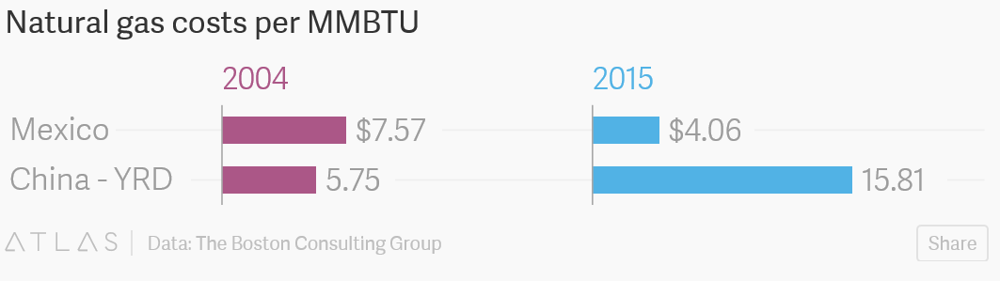 Natural gas costs per MMBTU
2004 2015
Mexico $7.57 $4.06
China - YRD 5.75 15.81
ATLAS Data: The Boston Consulting Group Share